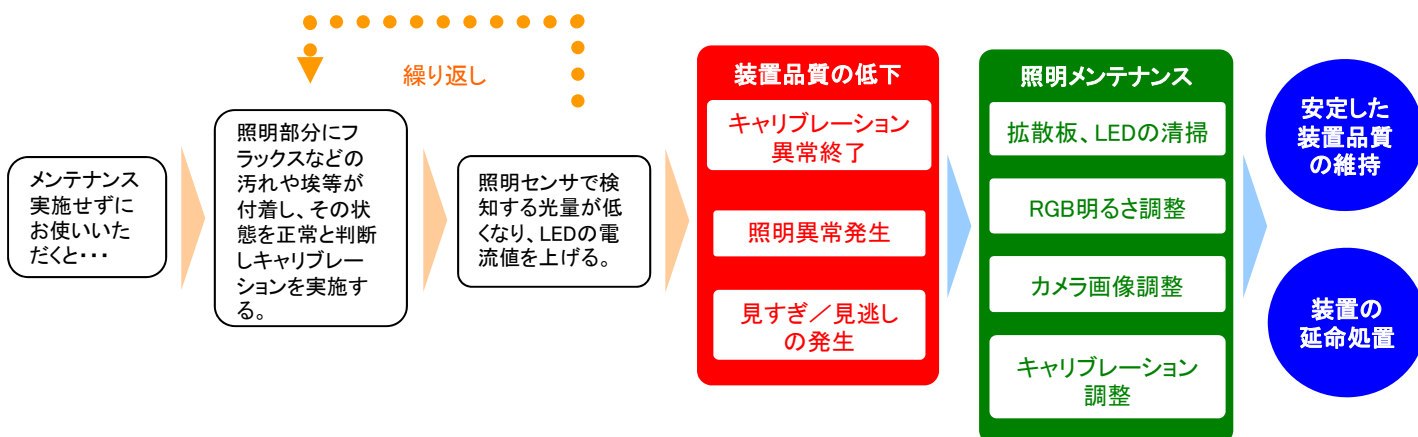 繰り返し
メンテナンス
実施せずに
お使いいた
だくと・・・
照明部分にフ
ラックスなどの
汚れや埃等が
付着し、その状
態を正常と判断
しキャリブレー
ションを実施す
る。
照明センサで検
知する光量が低
くなり、LEDの電
流値を上げる。
装置品質の低下
キャリブレーション
異常終了
照明異常発生
見すぎ／見逃し
の発生
照明メンテナンス
拡散板、LEDの清掃
RGB明るさ調整
カメラ画像調整
キャリブレーション
調整
安定した
装置品質
の維持
装置の
延命処置